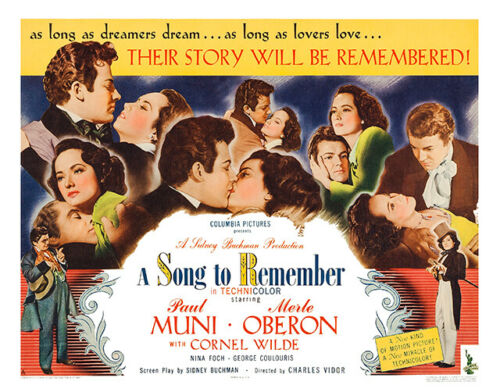 as long as dreamers dream... as long as lovers love...
THEIR STORY WILL BE REMEMBERED!
COLUMBIA PICTURES
presents
A Sidney Buchman Production
A Song to Remember
in TECHNICOLOR
starring
Paul Merle
MUNI · OBERON
WITH CORNEL WILDE
NINA FOCH · GEORGE COULOURIS
Screen Play by SIDNEY BUCHMAN Directed by CHARLES VIDOR
A New KIND
OF MOTION PICTURE!
A New MIRACLE OF
TECHNICOLOR!